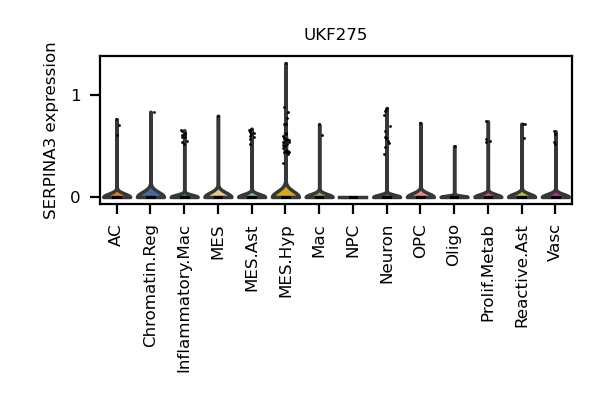 UKF275
SERPINA3 expression
1
0
AC
Chromatin.Reg
Inflammatory.Mac
MES
MES.Ast
MES.Hyp
Mac
NPC
Neuron
OPC
Oligo
Prolif.Metab
Reactive.Ast
Vasc